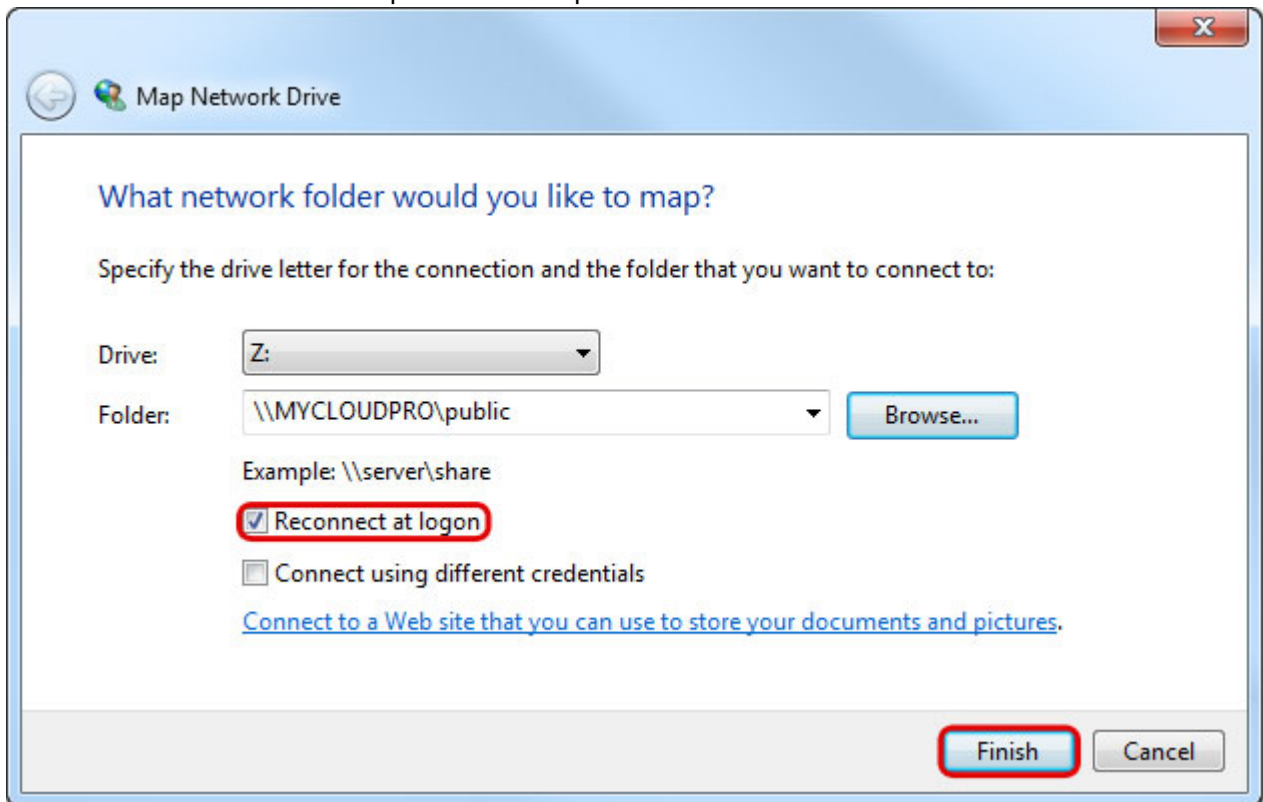 Map Network Drive
What network folder would you like to map?
Specify the drive letter for the connection and the folder that you want to connect to:
Drive: Z:
Folder: \\MYCLOUDPRO\public Browse...
Example: \\server\share
Reconnect at logon
Connect using different credentials
Connect to a Web site that you can use to store your documents and pictures.
Finish Cancel